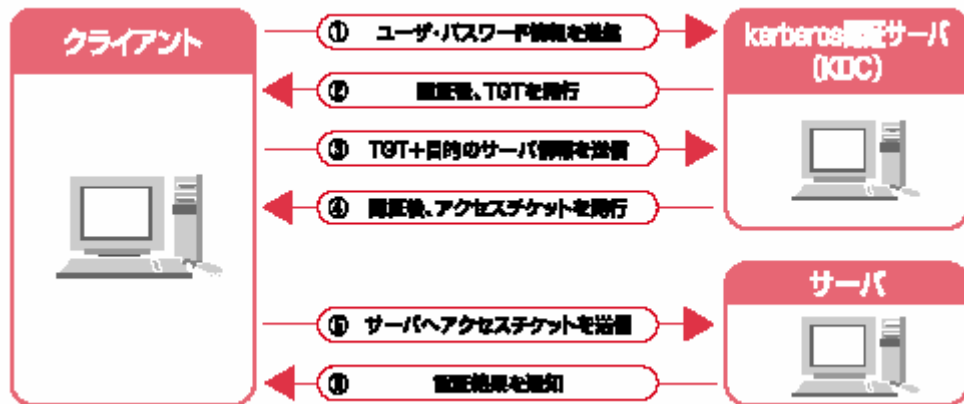 クライアント
① ユーザ・パスワード情報を送信
kerberos認証サーバ
(KDC)
② 認証後、TGTを発行
③ TGT+目的のサーバ情報を送信
④ 認証後、アクセスチケットを発行
サーバ
⑤ サーバへアクセスチケットを送信
⑥ 認証結果を通知